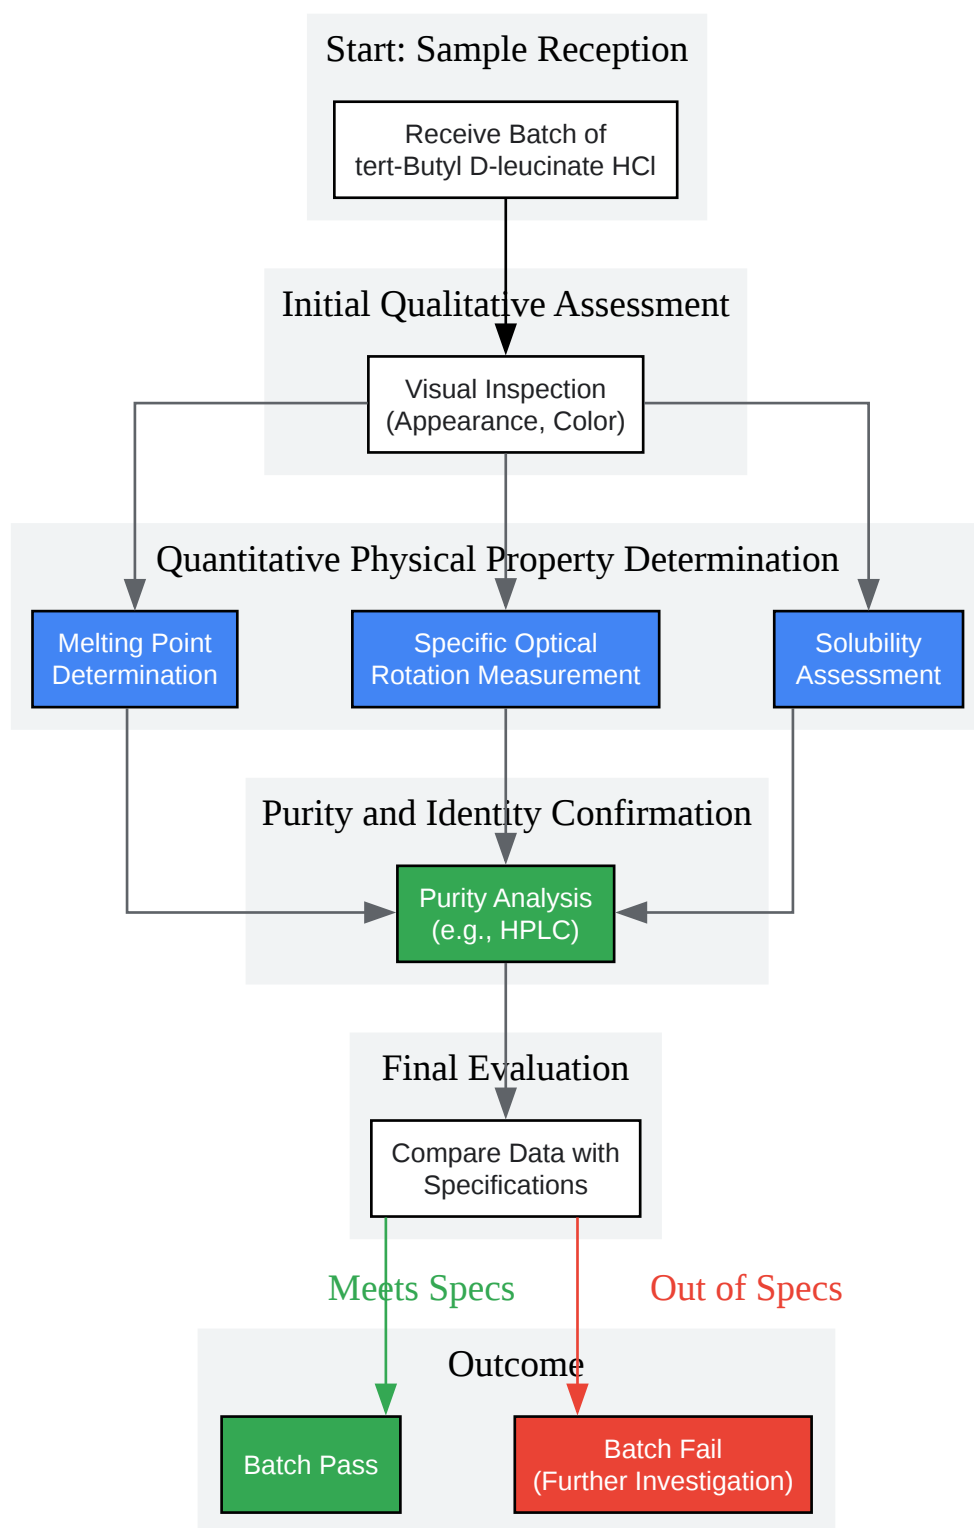 Start: Sample Reception
Receive Batch of
tert-Butyl D-leucinate HCl
Initial Qualitative Assessment
Visual Inspection
(Appearance, Color)
Quantitative Physical Property Determination
Melting Point
Determination
Specific Optical
Rotation Measurement
Solubility
Assessment
Purity and Identity Confirmation
Purity Analysis
(e.g., HPLC)
Final Evaluation
Compare Data with
Specifications
Meets Specs
Out of Specs
Outcome
Batch Pass
Batch Fail
(Further Investigation)